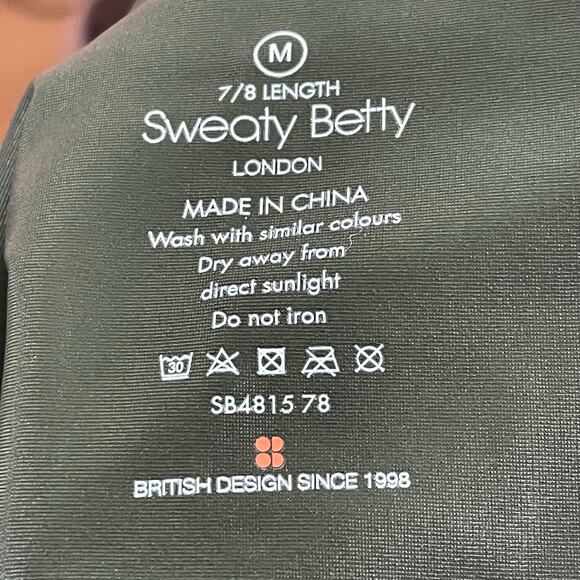 M
7/8 LENGTH
Sweaty Betty
LONDON
MADE IN CHINA
Wash with similar colours
Dry away from
direct sunlight
Do not iron
30
SB4815 78
BRITISH DESIGN SINCE 1998